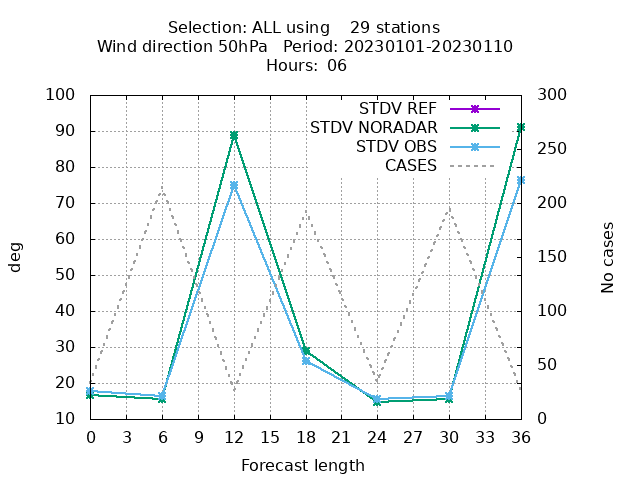 Selection: ALL using    29 stations
Wind direction 50hPa   Period: 20230101-20230110
Hours:  06
100
90
80
70
60
50
40
30
20
10
300
250
200
150
100
50
0
deg
No cases
STDV REF
STDV NORADAR
STDV OBS
CASES
0 3 6 9 12 15 18 21 24 27 30 33 36
Forecast length